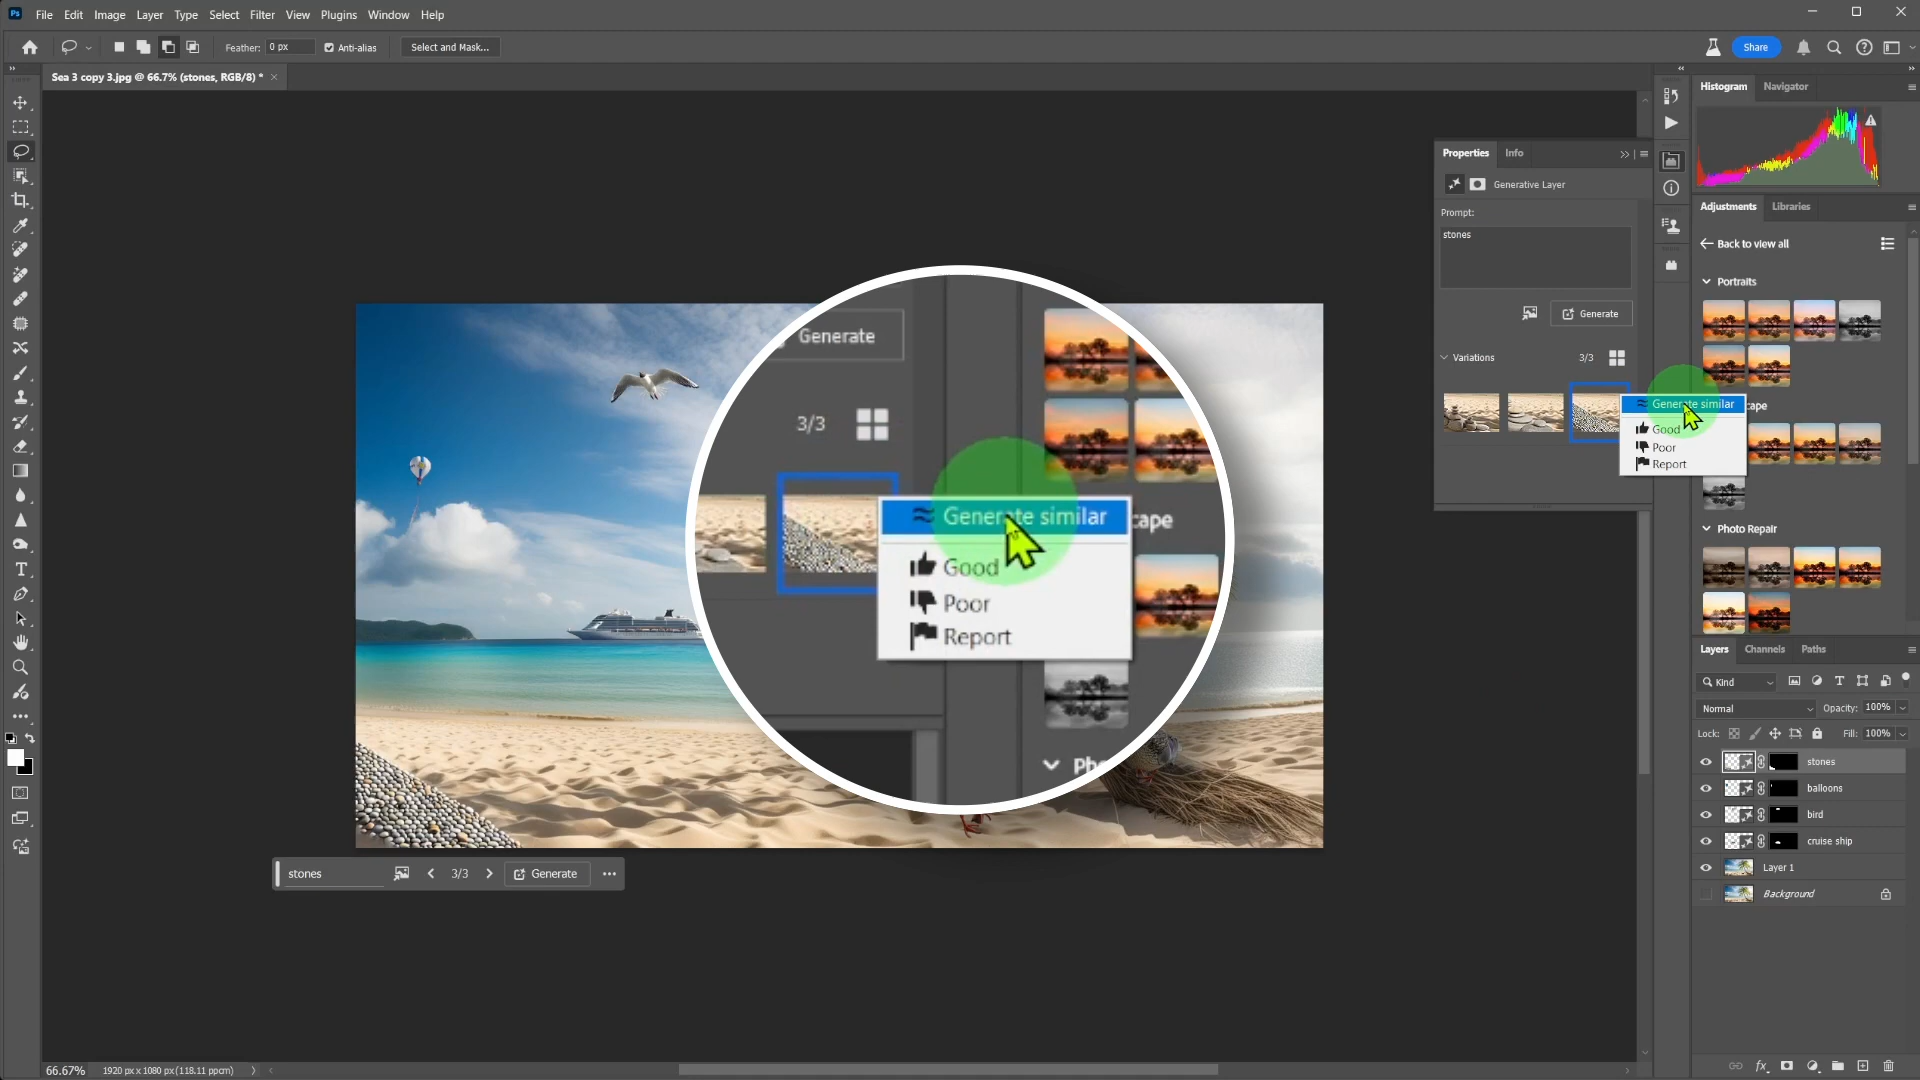 Ps File Edit Image Layer Type Select Filter View Plugins Window Help
Feather: 0 px Anti-alias Select and Mask... Share
Sea 3 copy 3.jpg @ 66.7% (stones, RGB/8) *
Histogram Navigator
Properties Info
Generative Layer
Prompt:
stones
Generate
Variations 3/3
Generate similar
Good
Poor
Report
Adjustments Libraries
Back to view all
Portraits
cape
Photo Repair
Generate
3/3
Generate similar
cape
Good
Poor
Report
Pho
stones 3/3 Generate
Layers Channels Paths
Kind
Normal Opacity: 100%
Lock: Fill: 100%
stones
balloons
bird
cruise ship
Layer 1
Background
66.67% 1920 px x 1080 px (118.11 ppcm)